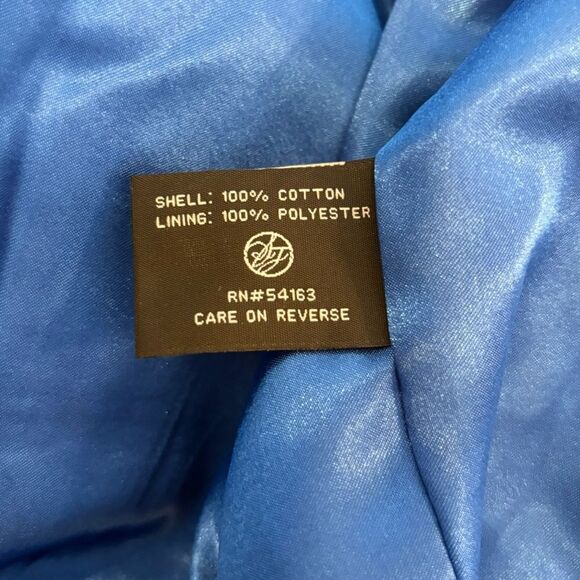 SHELL: 100% COTTON
LINING: 100% POLYESTER
RN#54163
CARE ON REVERSE